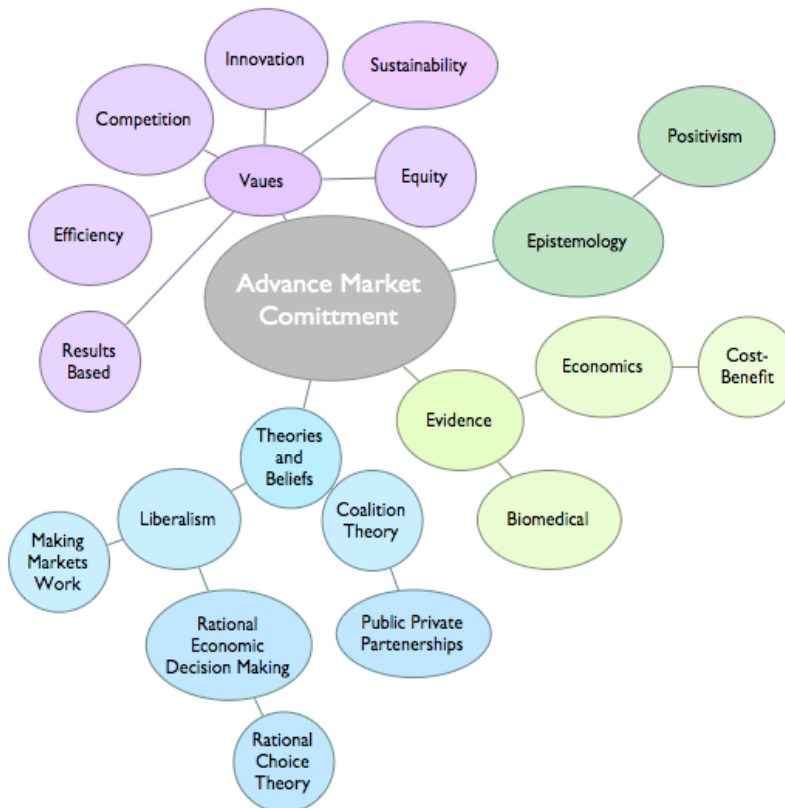 Innovation
Sustainability
Competition
Positivism
Vaues
Equity
Efficiency
Epistemology
Advance Market
Comittment
Results
Based
Economics
Cost-
Benefit
Evidence
Theories
and
Beliefs
Biomedical
Liberalism
Coalition
Theory
Making
Markets
Work
Rational
Economic
Decision Making
Public Private
Partenerships
Rational
Choice
Theory